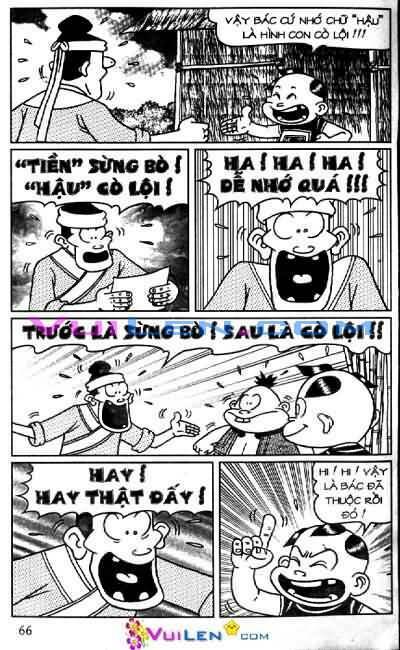 VẬY BÁC CỨ NHỚ CHỮ "HẬU"
LÀ HÌNH CON CÒ LỘI!!!
"TIỀN" SỪNG BÒ!
"HẬU" CÒ LỘI!
HA! HA! HA!
DỄ NHỚ QUÁ!!!
TRƯỚC LÀ SỪNG BÒ! SAU LÀ CÒ LỘI!!
HAY!
HAY THẬT ĐẤY!
HI! HI! VẬY
LÀ BÁC ĐÃ
THUỘC RỒI
ĐÓ!
66
VUILEN.COM
VUILEN.COM